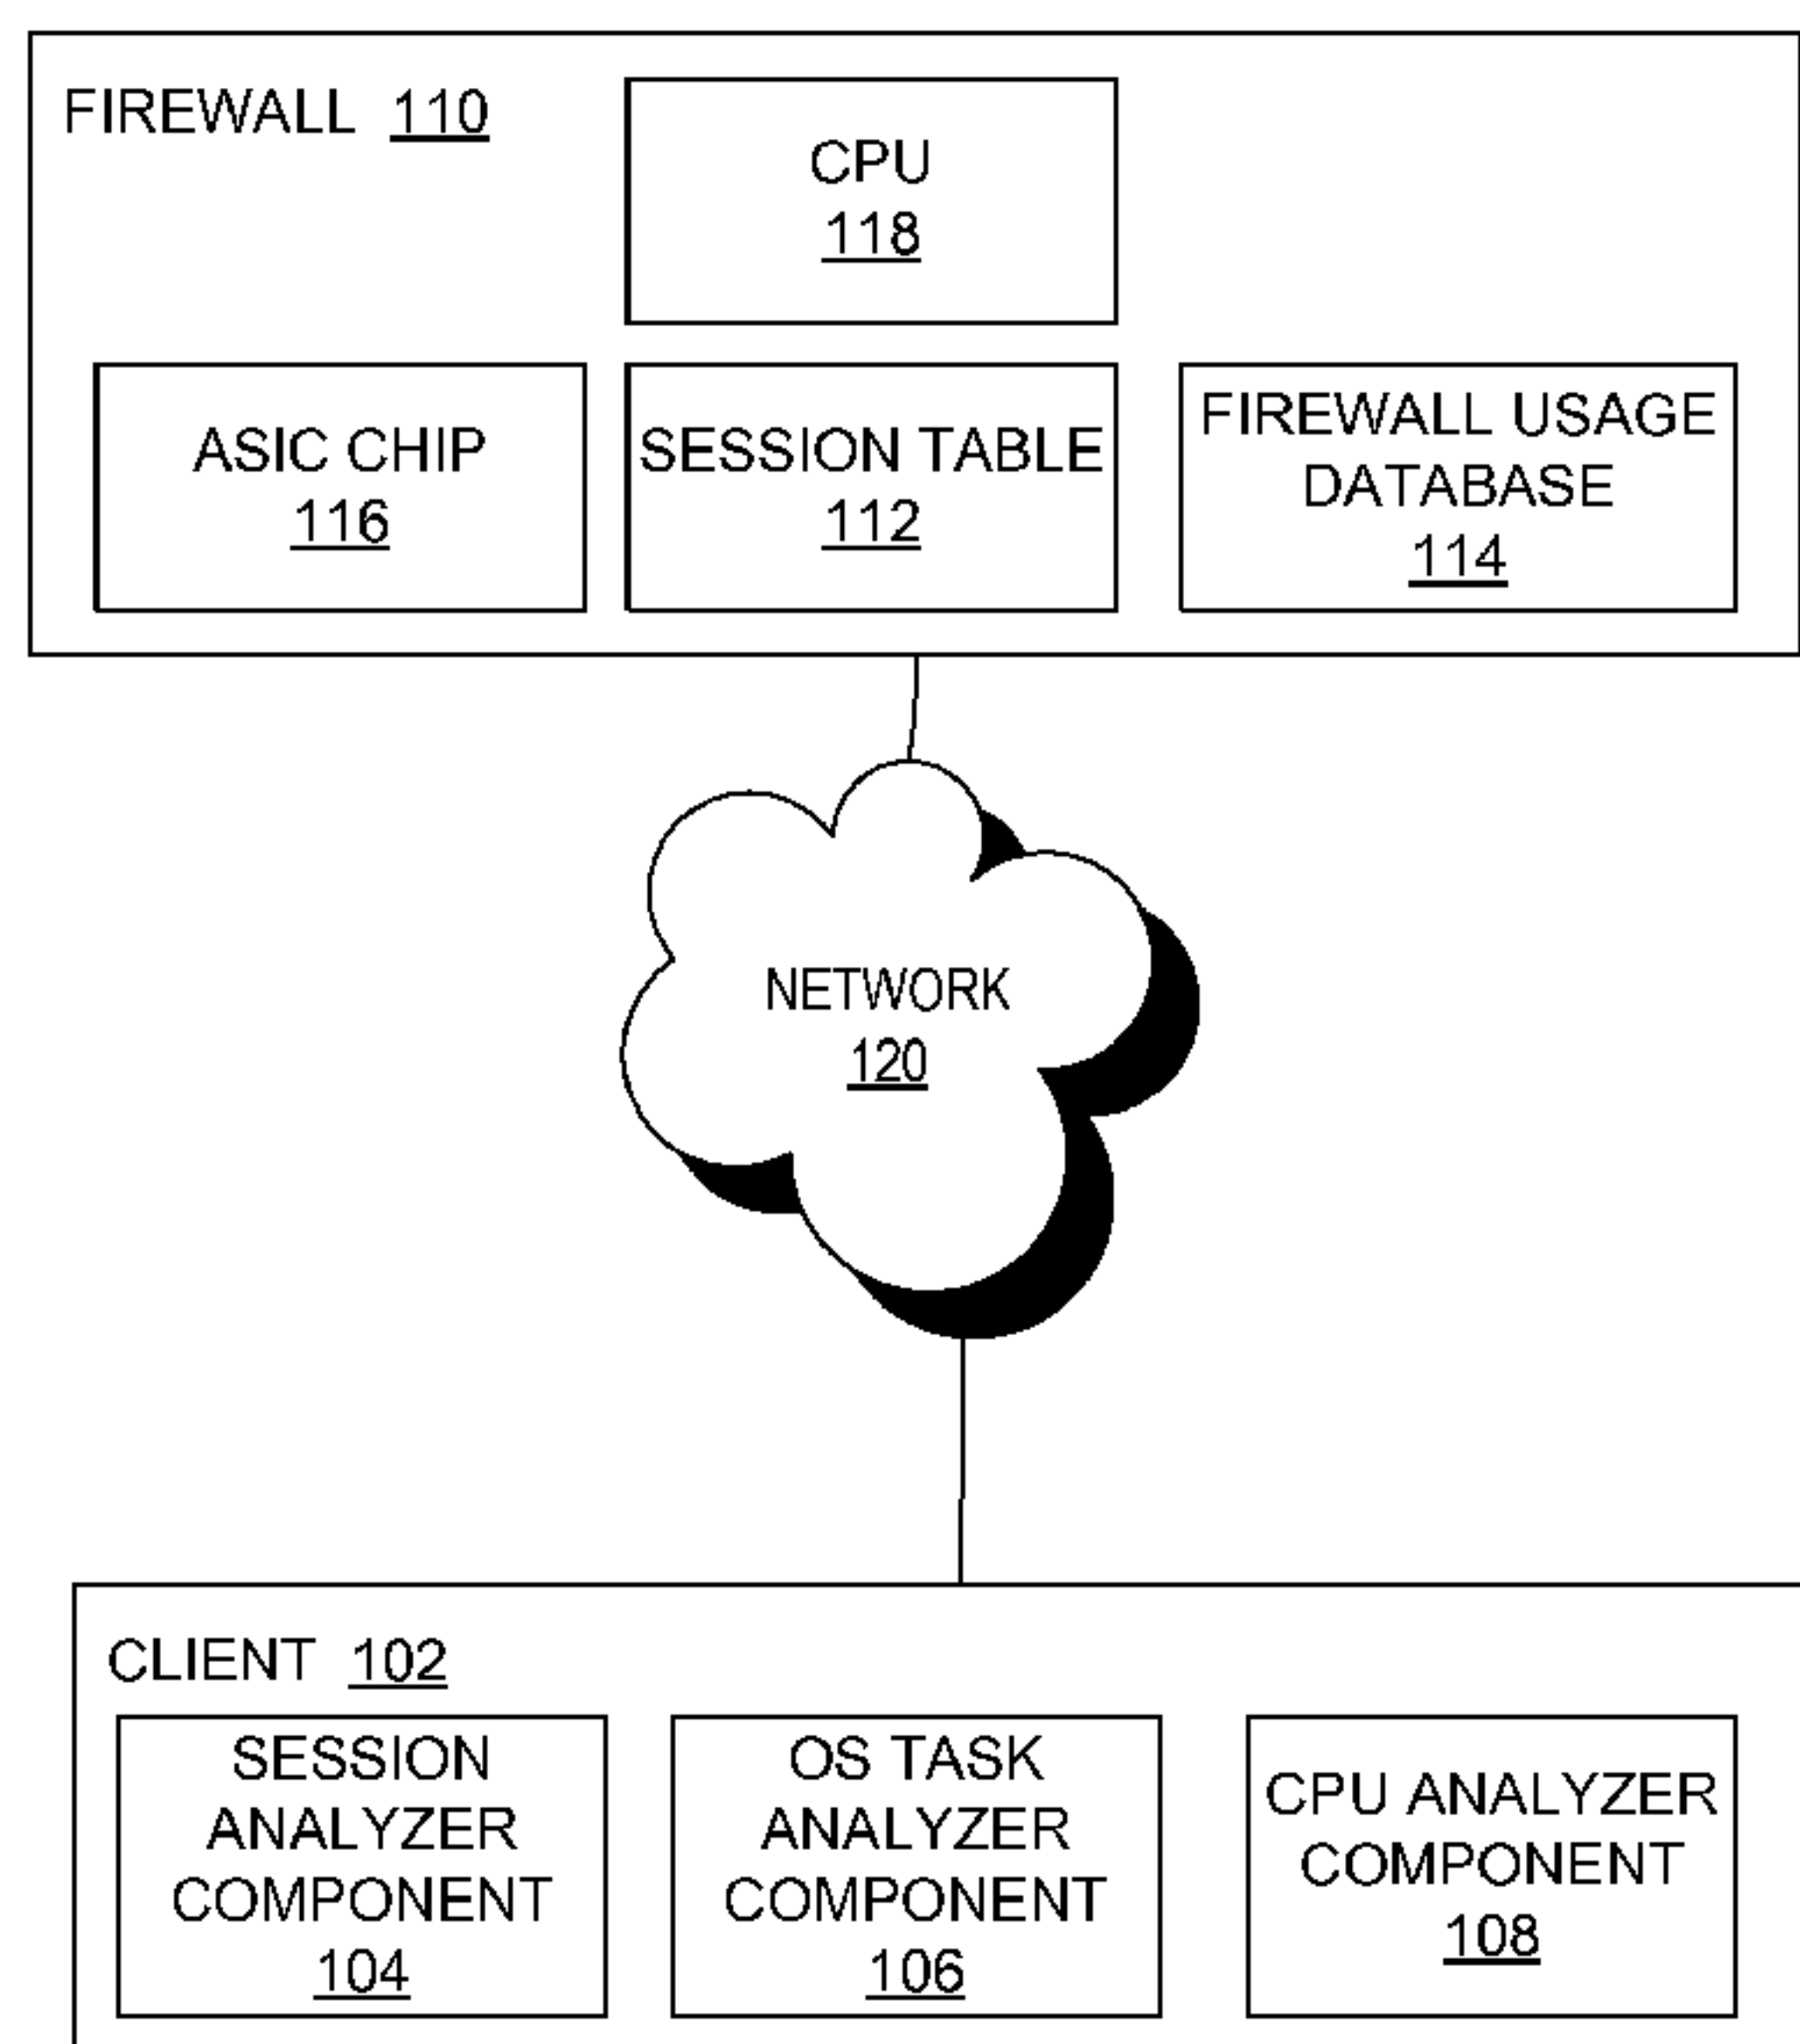 FIREWALL 110
CPU
118
ASIC CHIP
116
SESSION TABLE
112
FIREWALL USAGE
DATABASE
114
NETWORK
120
CLIENT 102
SESSION
ANALYZER
COMPONENT
104
OS TASK
ANALYZER
COMPONENT
106
CPU ANALYZER
COMPONENT
108